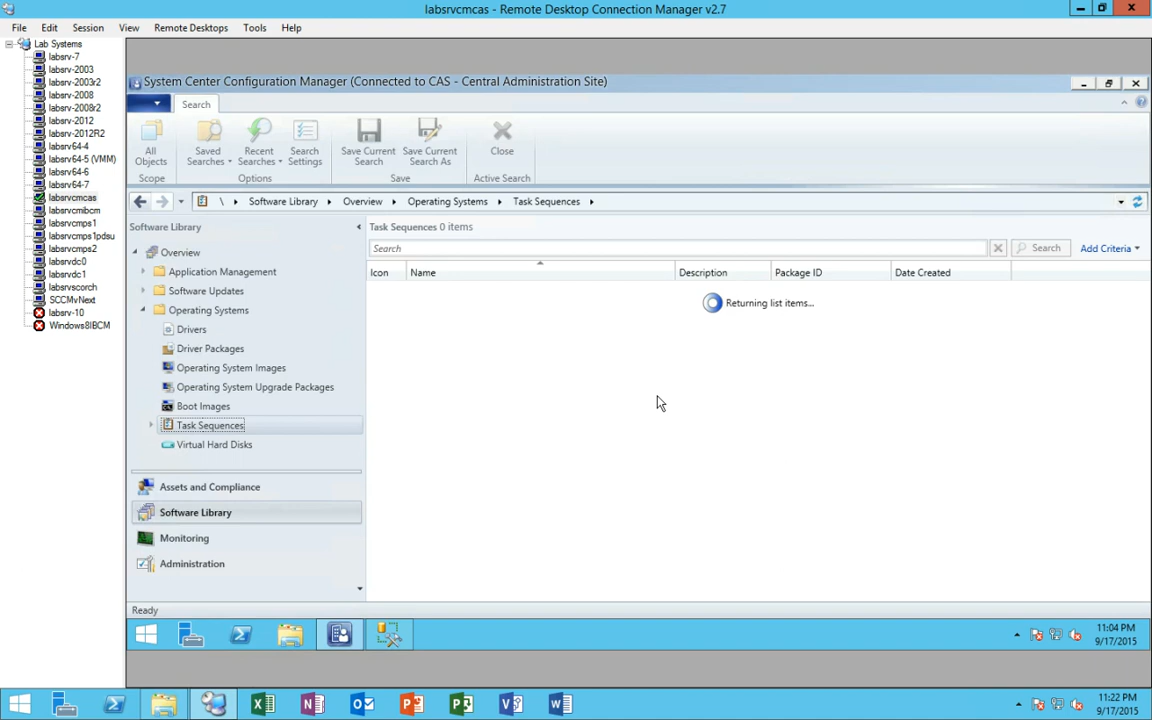 labsrvcmcas - Remote Desktop Connection Manager v2.7
File Edit Session View Remote Desktops Tools Help
Lab Systems
labsrv-7
labsrv-2003
labsrv-2003r2
labsrv-2008
labsrv-2008r2
labsrv-2012
labsrv-2012R2
labsrv64-4
labsrv64-5 (VMM)
labsrv64-6
labsrv64-7
labsrvcmcas
labsrvcmibcm
labsrvcmps1
labsrvcmps1pdsu
labsrvcmps2
labsrvdc0
labsrvdc1
labsrvscorch
SCCMvNext
labsrv-10
Windows8IBCM
System Center Configuration Manager (Connected to CAS - Central Administration Site)
Search
All Objects
Saved Searches
Recent Searches
Search Settings
Save Current Search
Save Current Search As
Close
Scope
Options
Save
Active Search
\ Software Library Overview Operating Systems Task Sequences
Software Library
Overview
Application Management
Software Updates
Operating Systems
Drivers
Driver Packages
Operating System Images
Operating System Upgrade Packages
Boot Images
Task Sequences
Virtual Hard Disks
Assets and Compliance
Software Library
Monitoring
Administration
Task Sequences 0 items
Search
Search
Add Criteria
Icon Name Description Package ID Date Created
Returning list items...
Ready
11:04 PM
9/17/2015
11:22 PM
9/17/2015